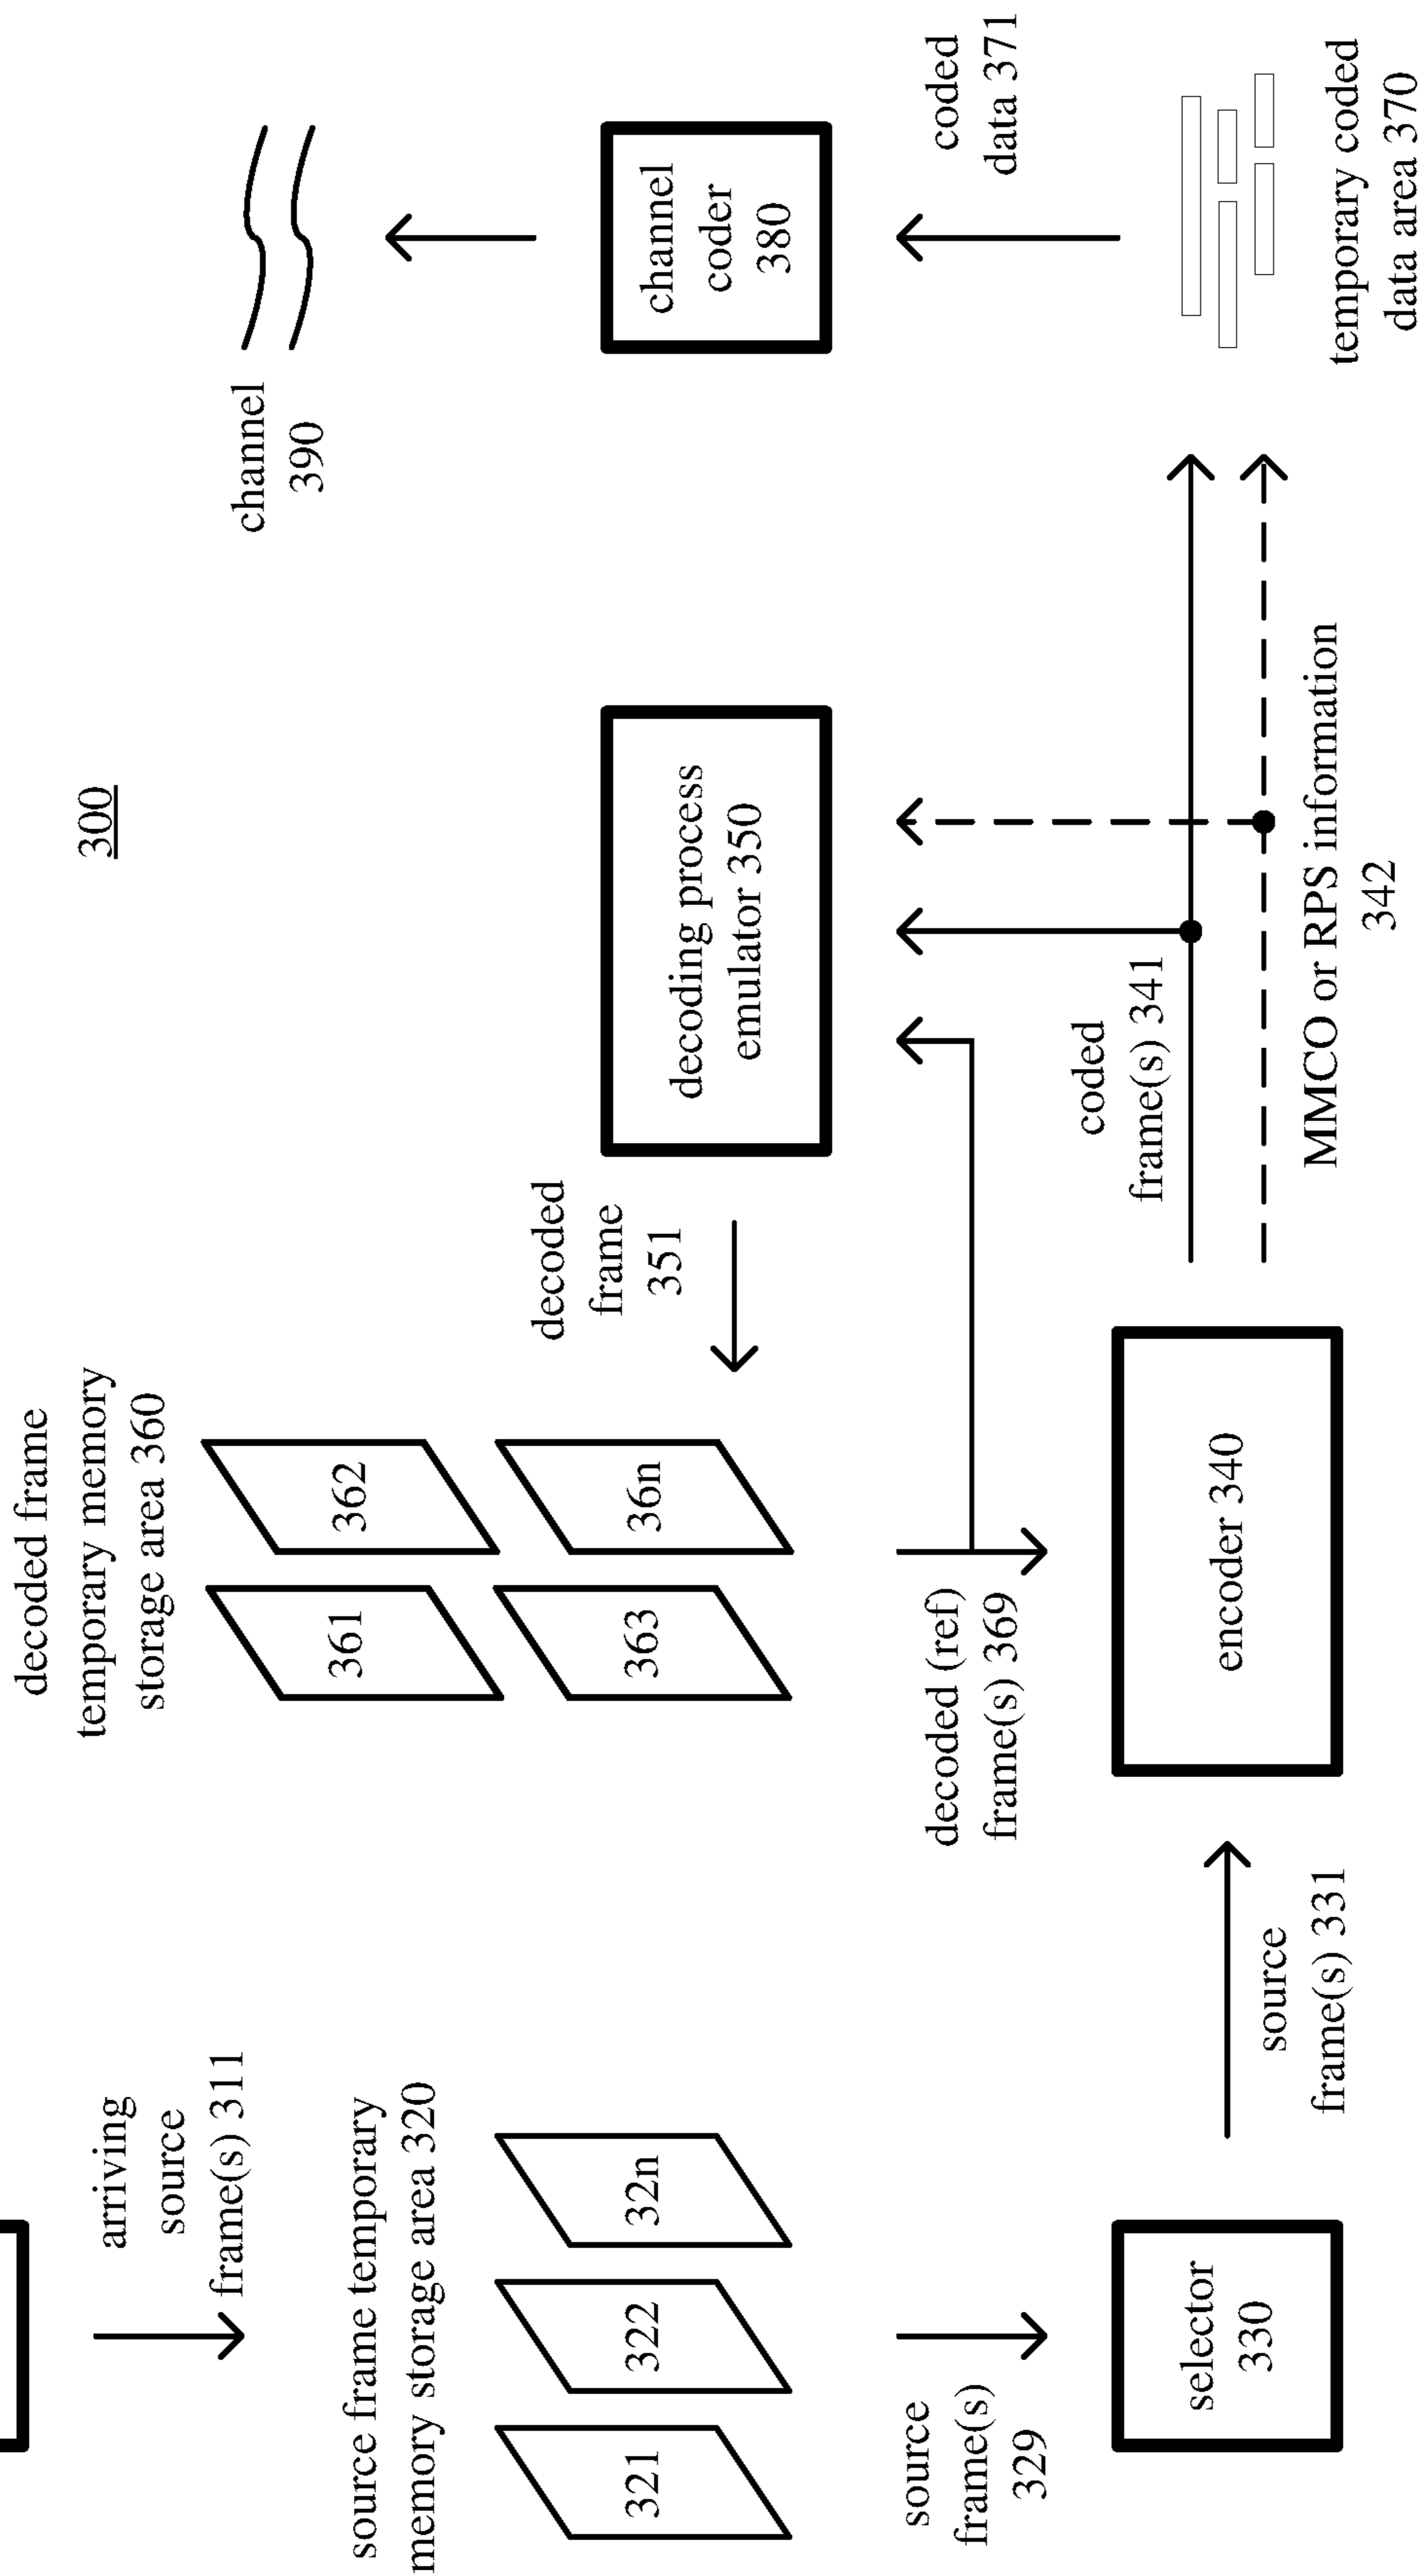 300
arriving
source
frame(s) 311
source frame temporary
memory storage area 320
321
322
32n
source
frame(s)
329
selector
330
source
frame(s) 331
decoded frame
temporary memory
storage area 360
361
362
363
36n
decoded
frame
351
decoded (ref)
frame(s) 369
encoder 340
decoding process
emulator 350
coded
frame(s) 341
MMCO or RPS information
342
channel
390
channel
coder
380
coded
data 371
temporary coded
data area 370